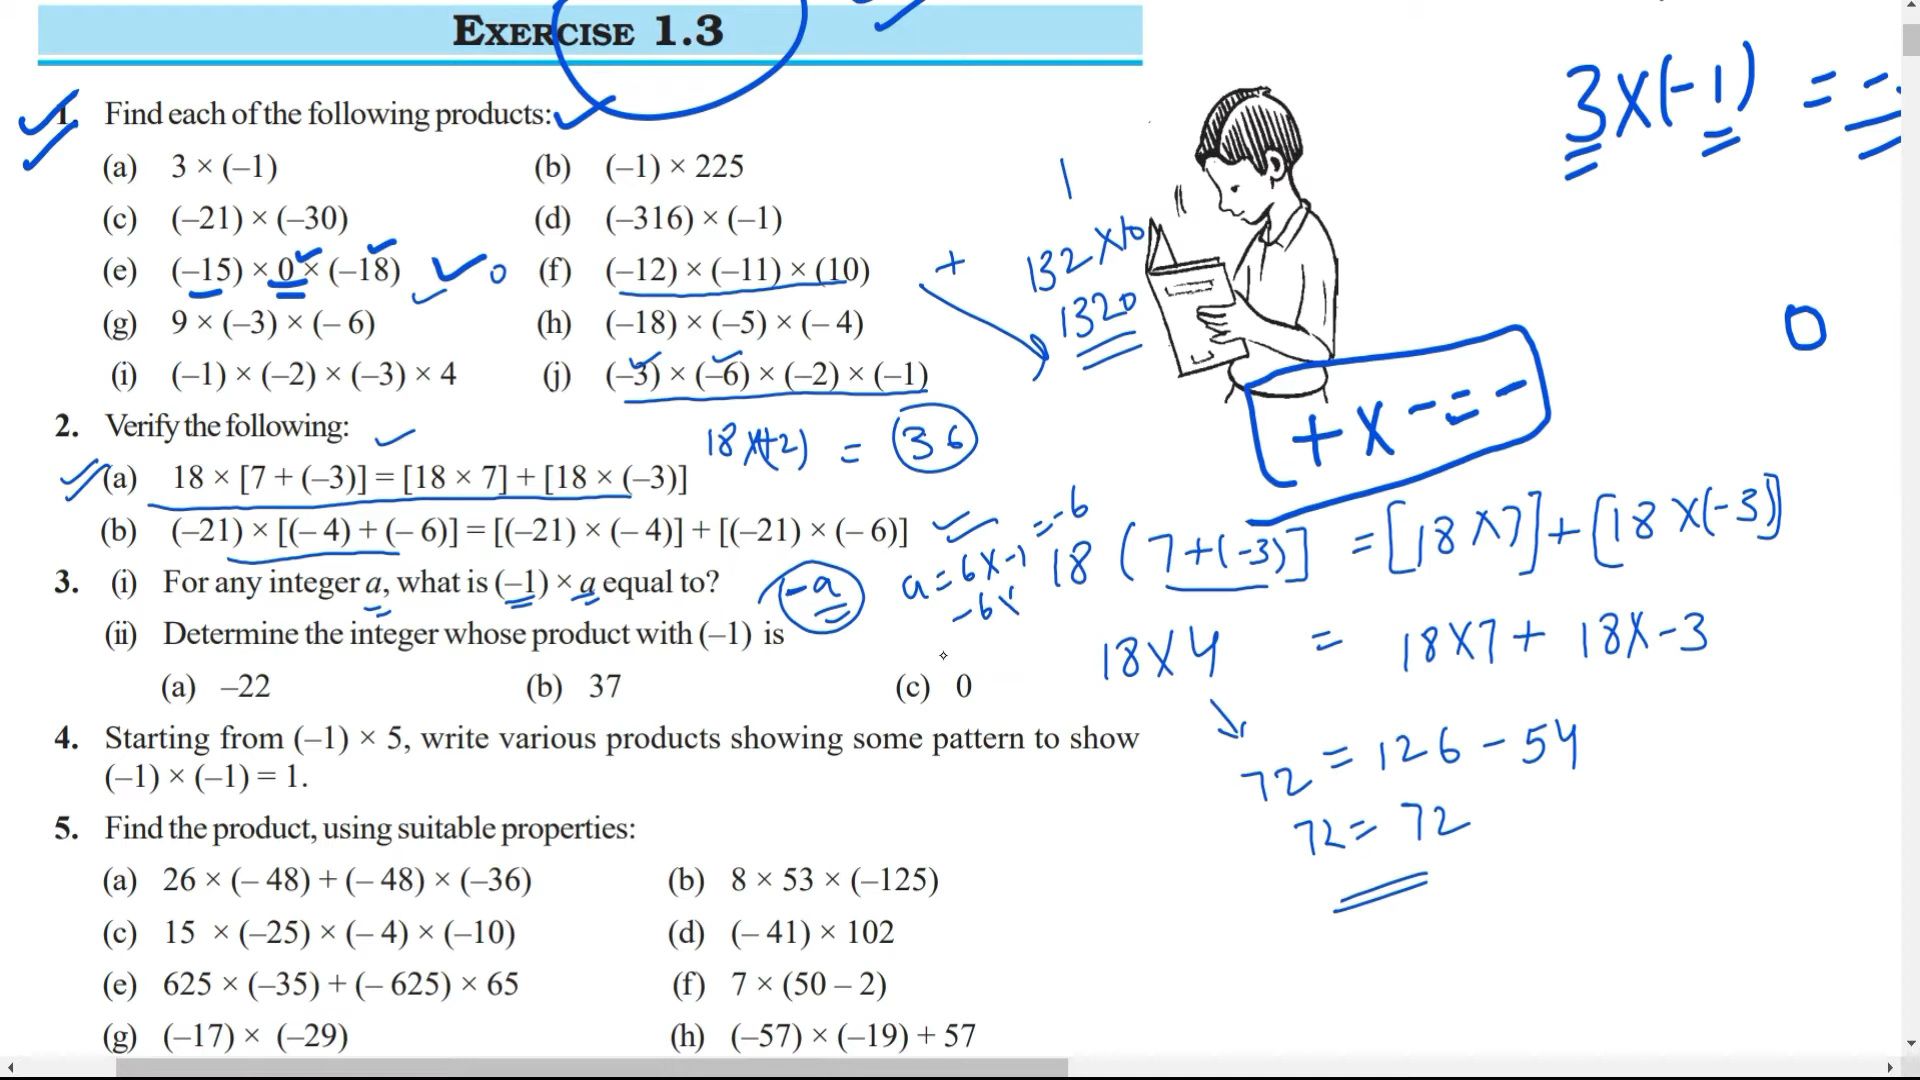 EXERCISE 1.3
1. Find each of the following products:
(a) 3 × (–1) (b) (–1) × 225
(c) (–21) × (–30) (d) (–316) × (–1)
(e) (–15) × 0 × (–18) 0 (f) (–12) × (–11) × (10)
(g) 9 × (–3) × (– 6) (h) (–18) × (–5) × (– 4)
(i) (–1) × (–2) × (–3) × 4 (j) (–3) × (–6) × (–2) × (–1)
2. Verify the following:
(a) 18 × [7 + (–3)] = [18 × 7] + [18 × (–3)]
(b) (–21) × [(– 4) + (– 6)] = [(–21) × (– 4)] + [(–21) × (– 6)]
3. (i) For any integer a, what is (–1) × a equal to? -a
(ii) Determine the integer whose product with (–1) is
(a) –22 (b) 37 (c) 0
4. Starting from (–1) × 5, write various products showing some pattern to show
(–1) × (–1) = 1.
5. Find the product, using suitable properties:
(a) 26 × (– 48) + (– 48) × (–36) (b) 8 × 53 × (–125)
(c) 15 × (–25) × (– 4) × (–10) (d) (– 41) × 102
(e) 625 × (–35) + (– 625) × 65 (f) 7 × (50 – 2)
(g) (–17) × (–29) (h) (–57) × (–19) + 57
3 x (-1) = -
+
132 x 10
1320
0
+ x - = -
18 x (+2) = 36
a = 6 x -1 = -6
-6
18 ( 7 + (-3) ] = [18 x 7] + [18 x (-3)]
18 x 4 = 18 x 7 + 18 x -3
72 = 126 - 54
72 = 72